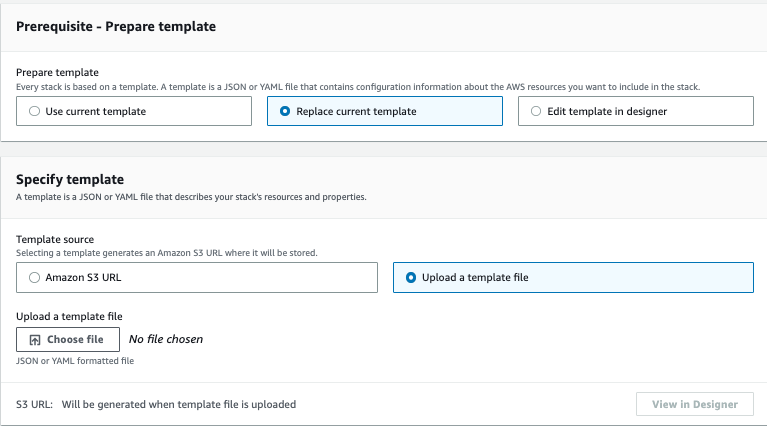 Prerequisite - Prepare template
Prepare template
Every stack is based on a template. A template is a JSON or YAML file that contains configuration information about the AWS resources you want to include in the stack.
Use current template
Replace current template
Edit template in designer
Specify template
A template is a JSON or YAML file that describes your stack's resources and properties.
Template source
Selecting a template generates an Amazon S3 URL where it will be stored.
Amazon S3 URL
Upload a template file
Upload a template file
Choose file
No file chosen
JSON or YAML formatted file
S3 URL: Will be generated when template file is uploaded
View in Designer